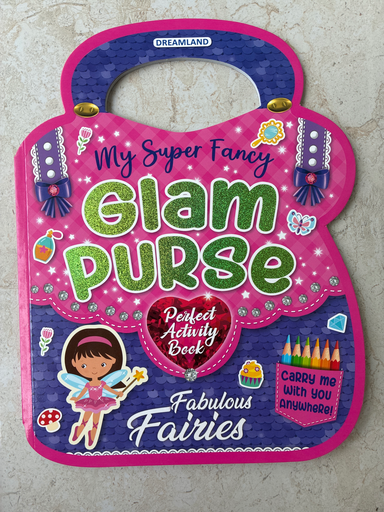 DREAMLAND
My Super Fancy
Glam
PURSe
Perfect
Activity
Book
Carry me
with you
Anywhere!
Fabulous
Fairies